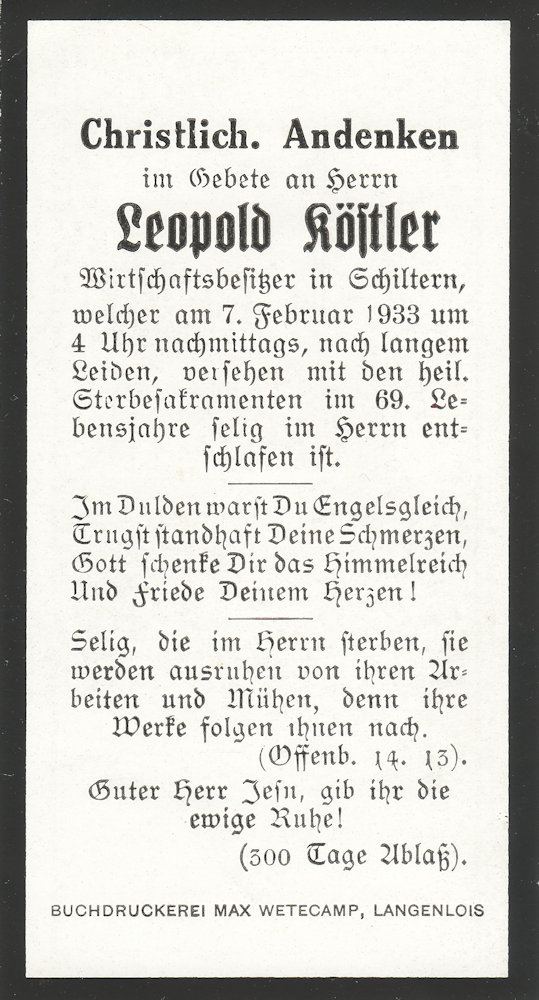 Christlich. Andenken
im Gebete an Herrn
Leopold Köstler
Wirtschaftsbesitzer in Schiltern,
welcher am 7. Februar 1933 um
4 Uhr nachmittags, nach langem
Leiden, versehen mit den heil.
Sterbesakramenten im 69. Le=
bensjahre selig im Herrn ent=
schlafen ist.
Im Dulden warst Du Engelsgleich,
Trugst standhaft Deine Schmerzen,
Gott schenke Dir das Himmelreich
Und Friede Deinem Herzen!
Selig, die im Herrn sterben, sie
werden ausruhen von ihren Ar=
beiten und Mühen, denn ihre
Werke folgen ihnen nach.
(Offenb. 14. 13).
Guter Herr Jesu, gib ihr die
ewige Ruhe!
(300 Tage Ablaß).
BUCHDRUCKEREI MAX WETECAMP, LANGENLOIS